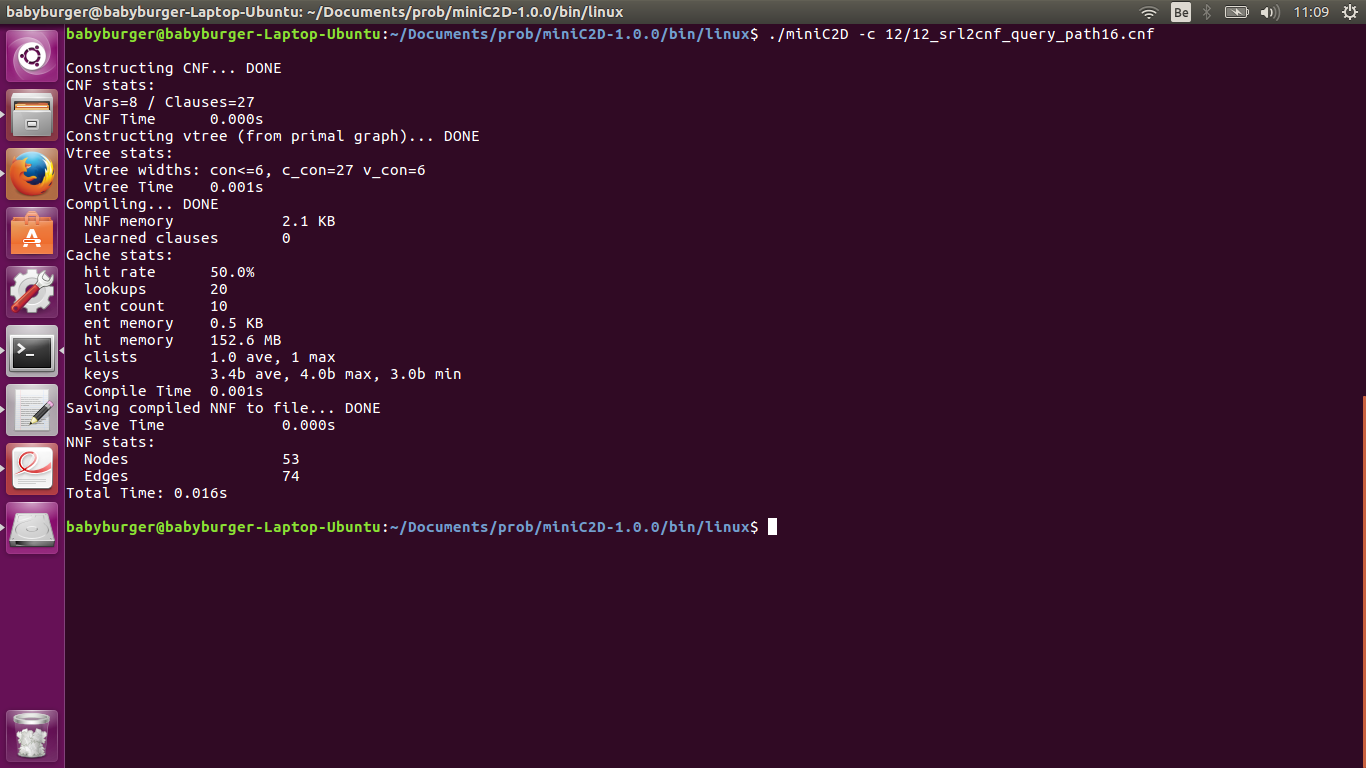 babyburger@babyburger-Laptop-Ubuntu: ~/Documents/prob/miniC2D-1.0.0/bin/linux Be 11:09
babyburger@babyburger-Laptop-Ubuntu:~/Documents/prob/miniC2D-1.0.0/bin/linux$ ./miniC2D -c 12/12_srl2cnf_query_path16.cnf
Constructing CNF... DONE
CNF stats:
  Vars=8 / Clauses=27
  CNF Time      0.000s
Constructing vtree (from primal graph)... DONE
Vtree stats:
  Vtree widths: con<=6, c_con=27 v_con=6
  Vtree Time    0.001s
Compiling... DONE
  NNF memory            2.1 KB
  Learned clauses       0
Cache stats:
  hit rate      50.0%
  lookups       20
  ent count     10
  ent memory    0.5 KB
  ht  memory    152.6 MB
  clists        1.0 ave, 1 max
  keys          3.4b ave, 4.0b max, 3.0b min
  Compile Time  0.001s
Saving compiled NNF to file... DONE
  Save Time             0.000s
NNF stats:
  Nodes                 53
  Edges                 74
Total Time: 0.016s
babyburger@babyburger-Laptop-Ubuntu:~/Documents/prob/miniC2D-1.0.0/bin/linux$